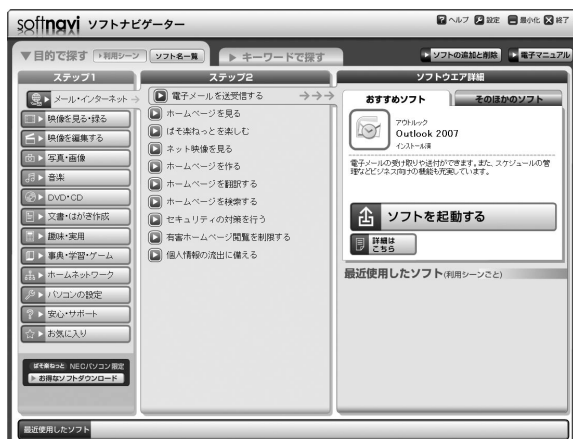 softnavi ソフトナビゲーター
ヘルプ 設定 最小化 終了
▼目的で探す 利用シーン ソフト名一覧 キーワードで探す
ソフトの追加と削除 電子マニュアル
ステップ1
メール・インターネット
映像を見る・録る
映像を編集する
写真・画像
音楽
DVD・CD
文書・はがき作成
趣味・実用
事典・学習・ゲーム
ホームネットワーク
パソコンの設定
安心・サポート
お気に入り
ぱそ楽ねっと NECパソコン限定
お得なソフトダウンロード
ステップ2
電子メールを送受信する
ホームページを見る
ぱそ楽ねっとを楽しむ
ネット映像を見る
ホームページを作る
ホームページを翻訳する
ホームページを検索する
セキュリティの対策を行う
有害ホームページ閲覧を制限する
個人情報の流出に備える
ソフトウエア詳細
おすすめソフト そのほかのソフト
アウトルック
Outlook 2007
インストール済
電子メールの受け取りや送付ができます。また、スケジュールの管
理などビジネス向けの機能も充実しています。
ソフトを起動する
詳細は
こちら
最近使用したソフト(利用シーンごと)
最近使用したソフト